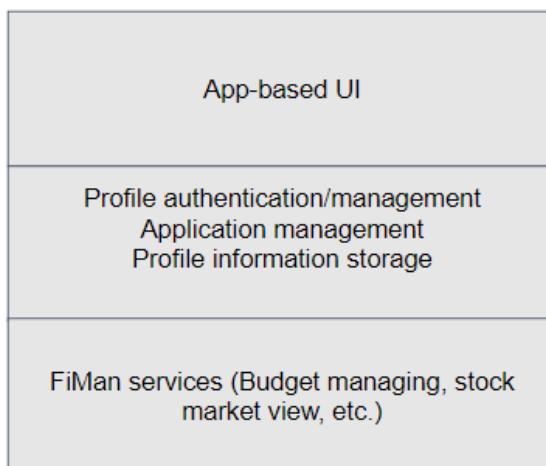 App-based UI
Profile authentication/management
Application management
Profile information storage
FiMan services (Budget managing, stock
market view, etc.)